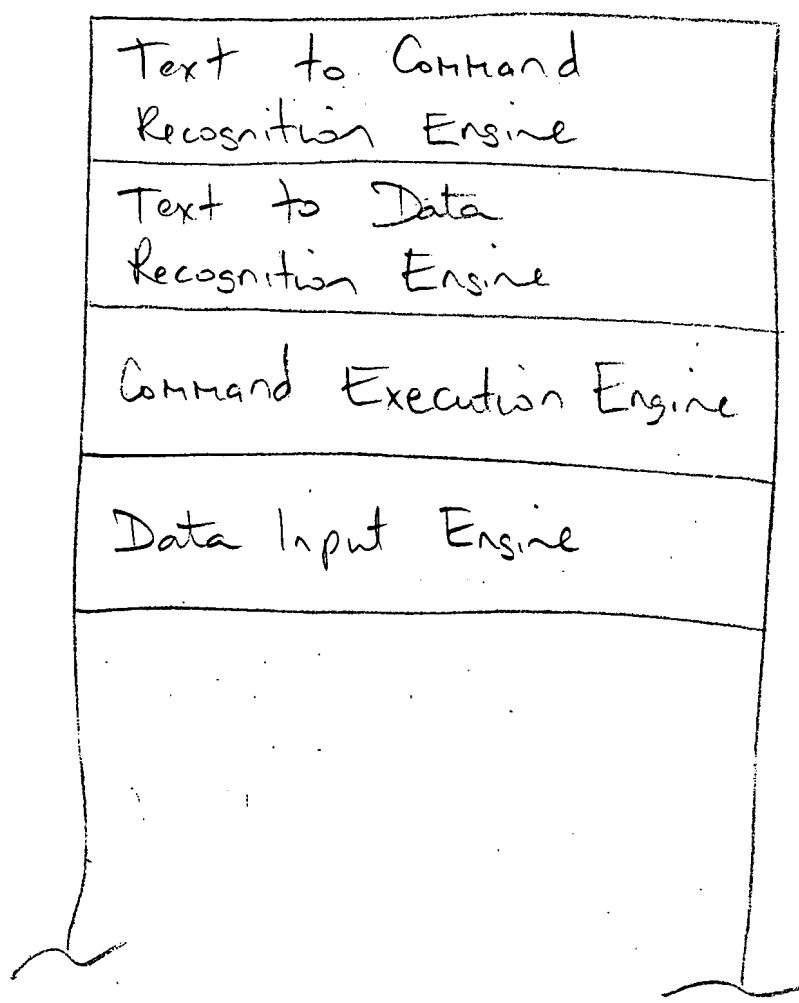 Text to Command
Recognition Engine
Text to Data
Recognition Engine
Command Execution Engine
Data Input Engine